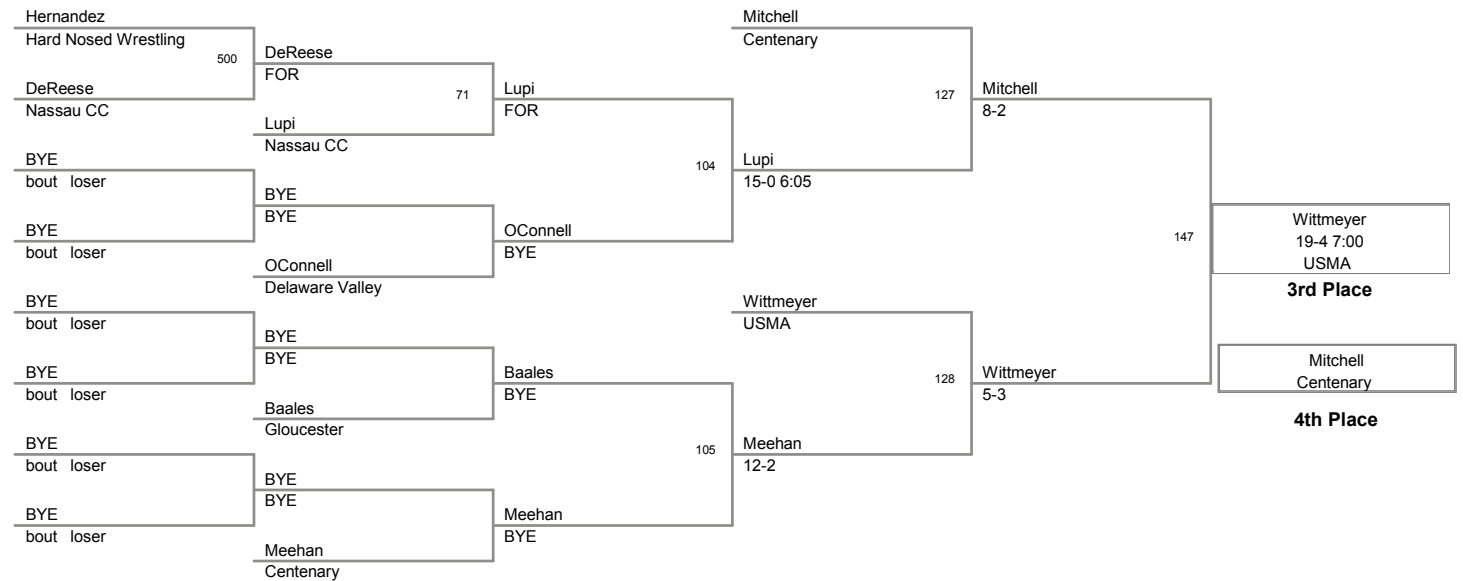 Hernandez
Hard Nosed Wrestling
500
DeReese
Nassau CC
BYE
bout loser
BYE
bout loser
BYE
bout loser
BYE
bout loser
BYE
bout loser
BYE
bout loser
DeReese
FOR
71
Lupi
Nassau CC
BYE
BYE
OConnell
Delaware Valley
BYE
BYE
Baales
Gloucester
BYE
BYE
Meehan
Centenary
Lupi
FOR
104
OConnell
BYE
Baales
BYE
105
Meehan
BYE
Mitchell
Centenary
127
Lupi
15-0 6:05
Wittmeyer
USMA
128
Meehan
12-2
Mitchell
8-2
147
Wittmeyer
5-3
Wittmeyer
19-4 7:00
USMA
3rd Place
Mitchell
Centenary
4th Place